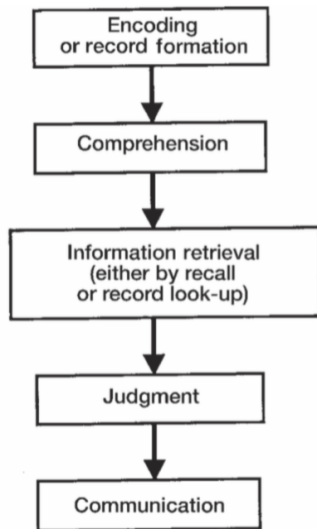 Encoding
or record formation
Comprehension
Information retrieval
(either by recall
or record look-up)
Judgment
Communication